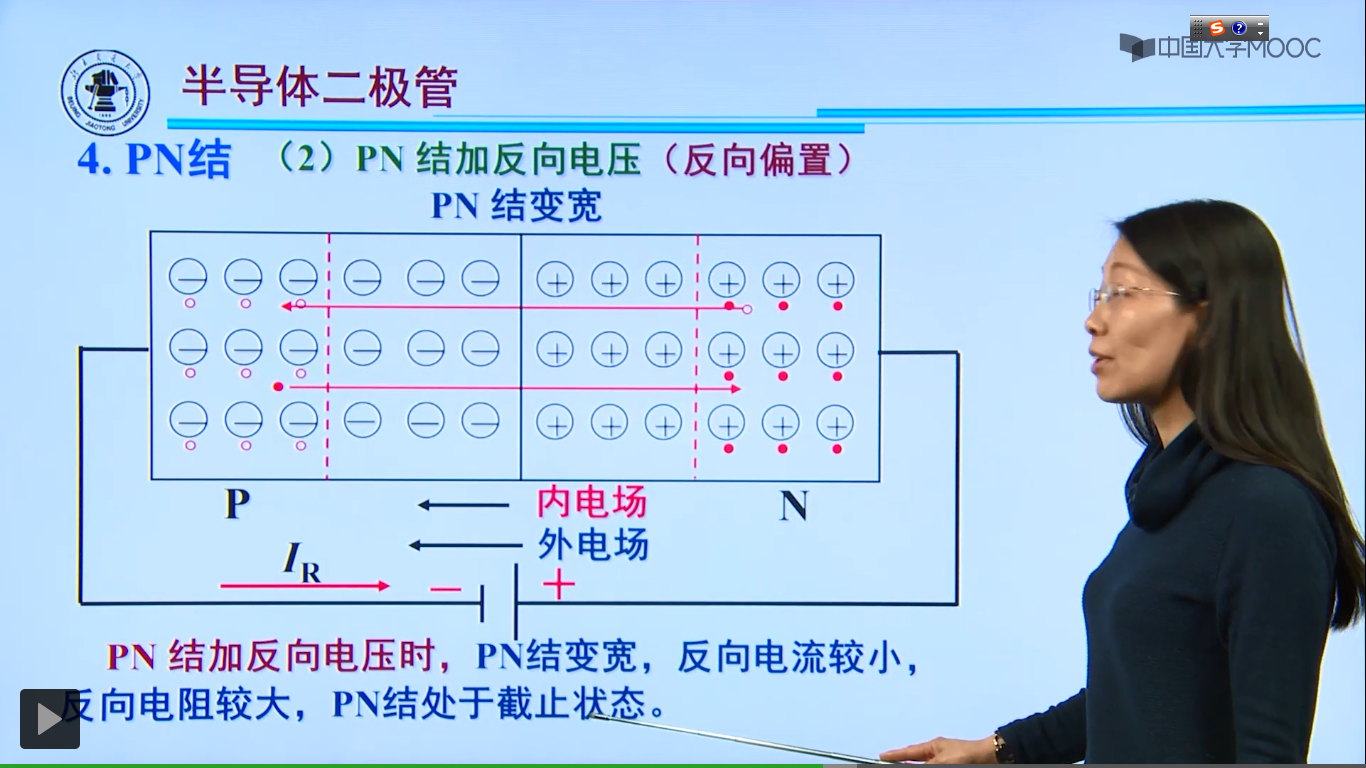 中国大学MOOC
半导体二极管
BEIJING JIAOTONG UNIVERSITY
4. PN结 （2）PN 结加反向电压（反向偏置）
PN 结变宽
P
内电场
N
外电场
IR
− +
PN 结加反向电压时，PN结变宽，反向电流较小，
反向电阻较大，PN结处于截止状态。